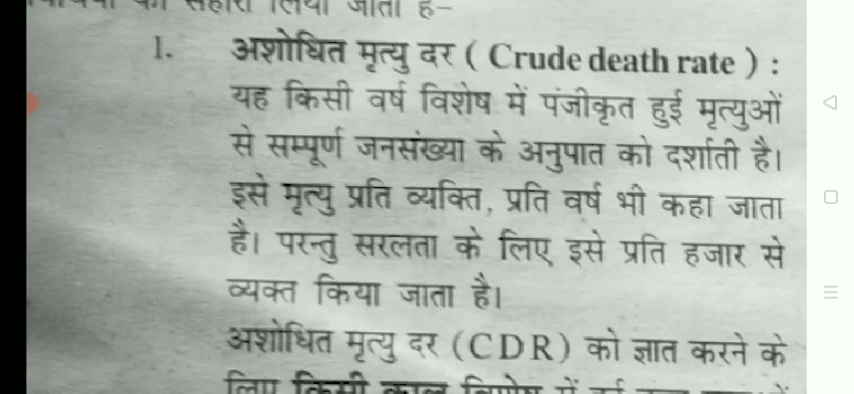 सहारा लिया जाता है–
1. अशोधित मृत्यु दर ( Crude death rate ) :
यह किसी वर्ष विशेष में पंजीकृत हुई मृत्युओं
से सम्पूर्ण जनसंख्या के अनुपात को दर्शाती है।
इसे मृत्यु प्रति व्यक्ति, प्रति वर्ष भी कहा जाता
है। परन्तु सरलता के लिए इसे प्रति हजार से
व्यक्त किया जाता है।
अशोधित मृत्यु दर (CDR) को ज्ञात करने के
लिए किसी काल विशेष में